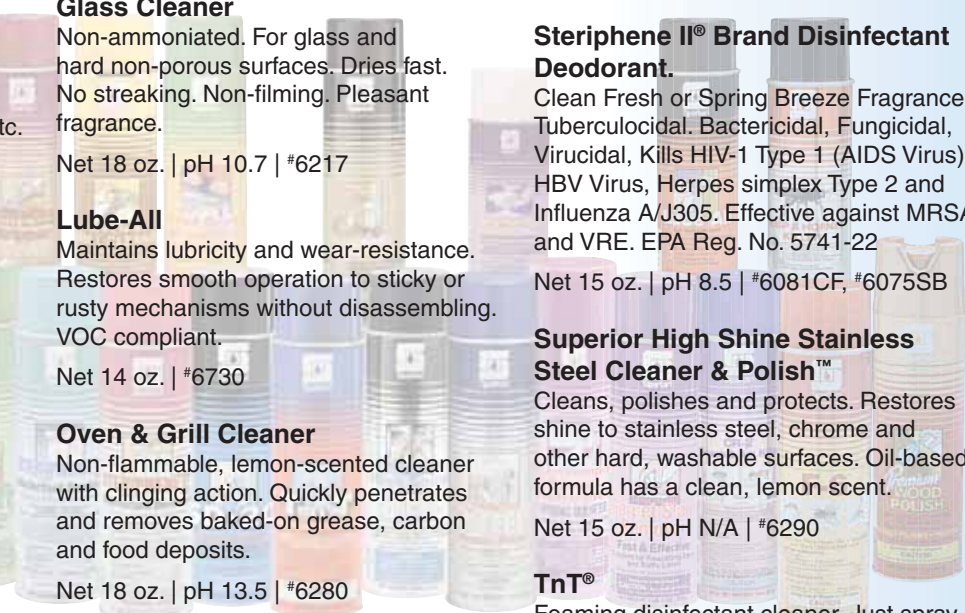 Glass Cleaner
Non-ammoniated. For glass and
hard non-porous surfaces. Dries fast.
No streaking. Non-filming. Pleasant
fragrance.
Net 18 oz. | pH 10.7 | #6217
Lube-All
Maintains lubricity and wear-resistance.
Restores smooth operation to sticky or
rusty mechanisms without disassembling.
VOC compliant.
Net 14 oz. | #6730
Oven & Grill Cleaner
Non-flammable, lemon-scented cleaner
with clinging action. Quickly penetrates
and removes baked-on grease, carbon
and food deposits.
Net 18 oz. | pH 13.5 | #6280
tc.
Steriphene II® Brand Disinfectant
Deodorant.
Clean Fresh or Spring Breeze Fragrance
Tuberculocidal. Bactericidal, Fungicidal,
Virucidal, Kills HIV-1 Type 1 (AIDS Virus)
HBV Virus, Herpes simplex Type 2 and
Influenza A/J305. Effective against MRSA
and VRE. EPA Reg. No. 5741-22
Net 15 oz. | pH 8.5 | #6081CF, #6075SB
Superior High Shine Stainless
Steel Cleaner & Polish™
Cleans, polishes and protects. Restores
shine to stainless steel, chrome and
other hard, washable surfaces. Oil-based
formula has a clean, lemon scent.
Net 15 oz. | pH N/A | #6290
TnT®
Foaming disinfectant cleaner. Just spray
WOOD
POLISH